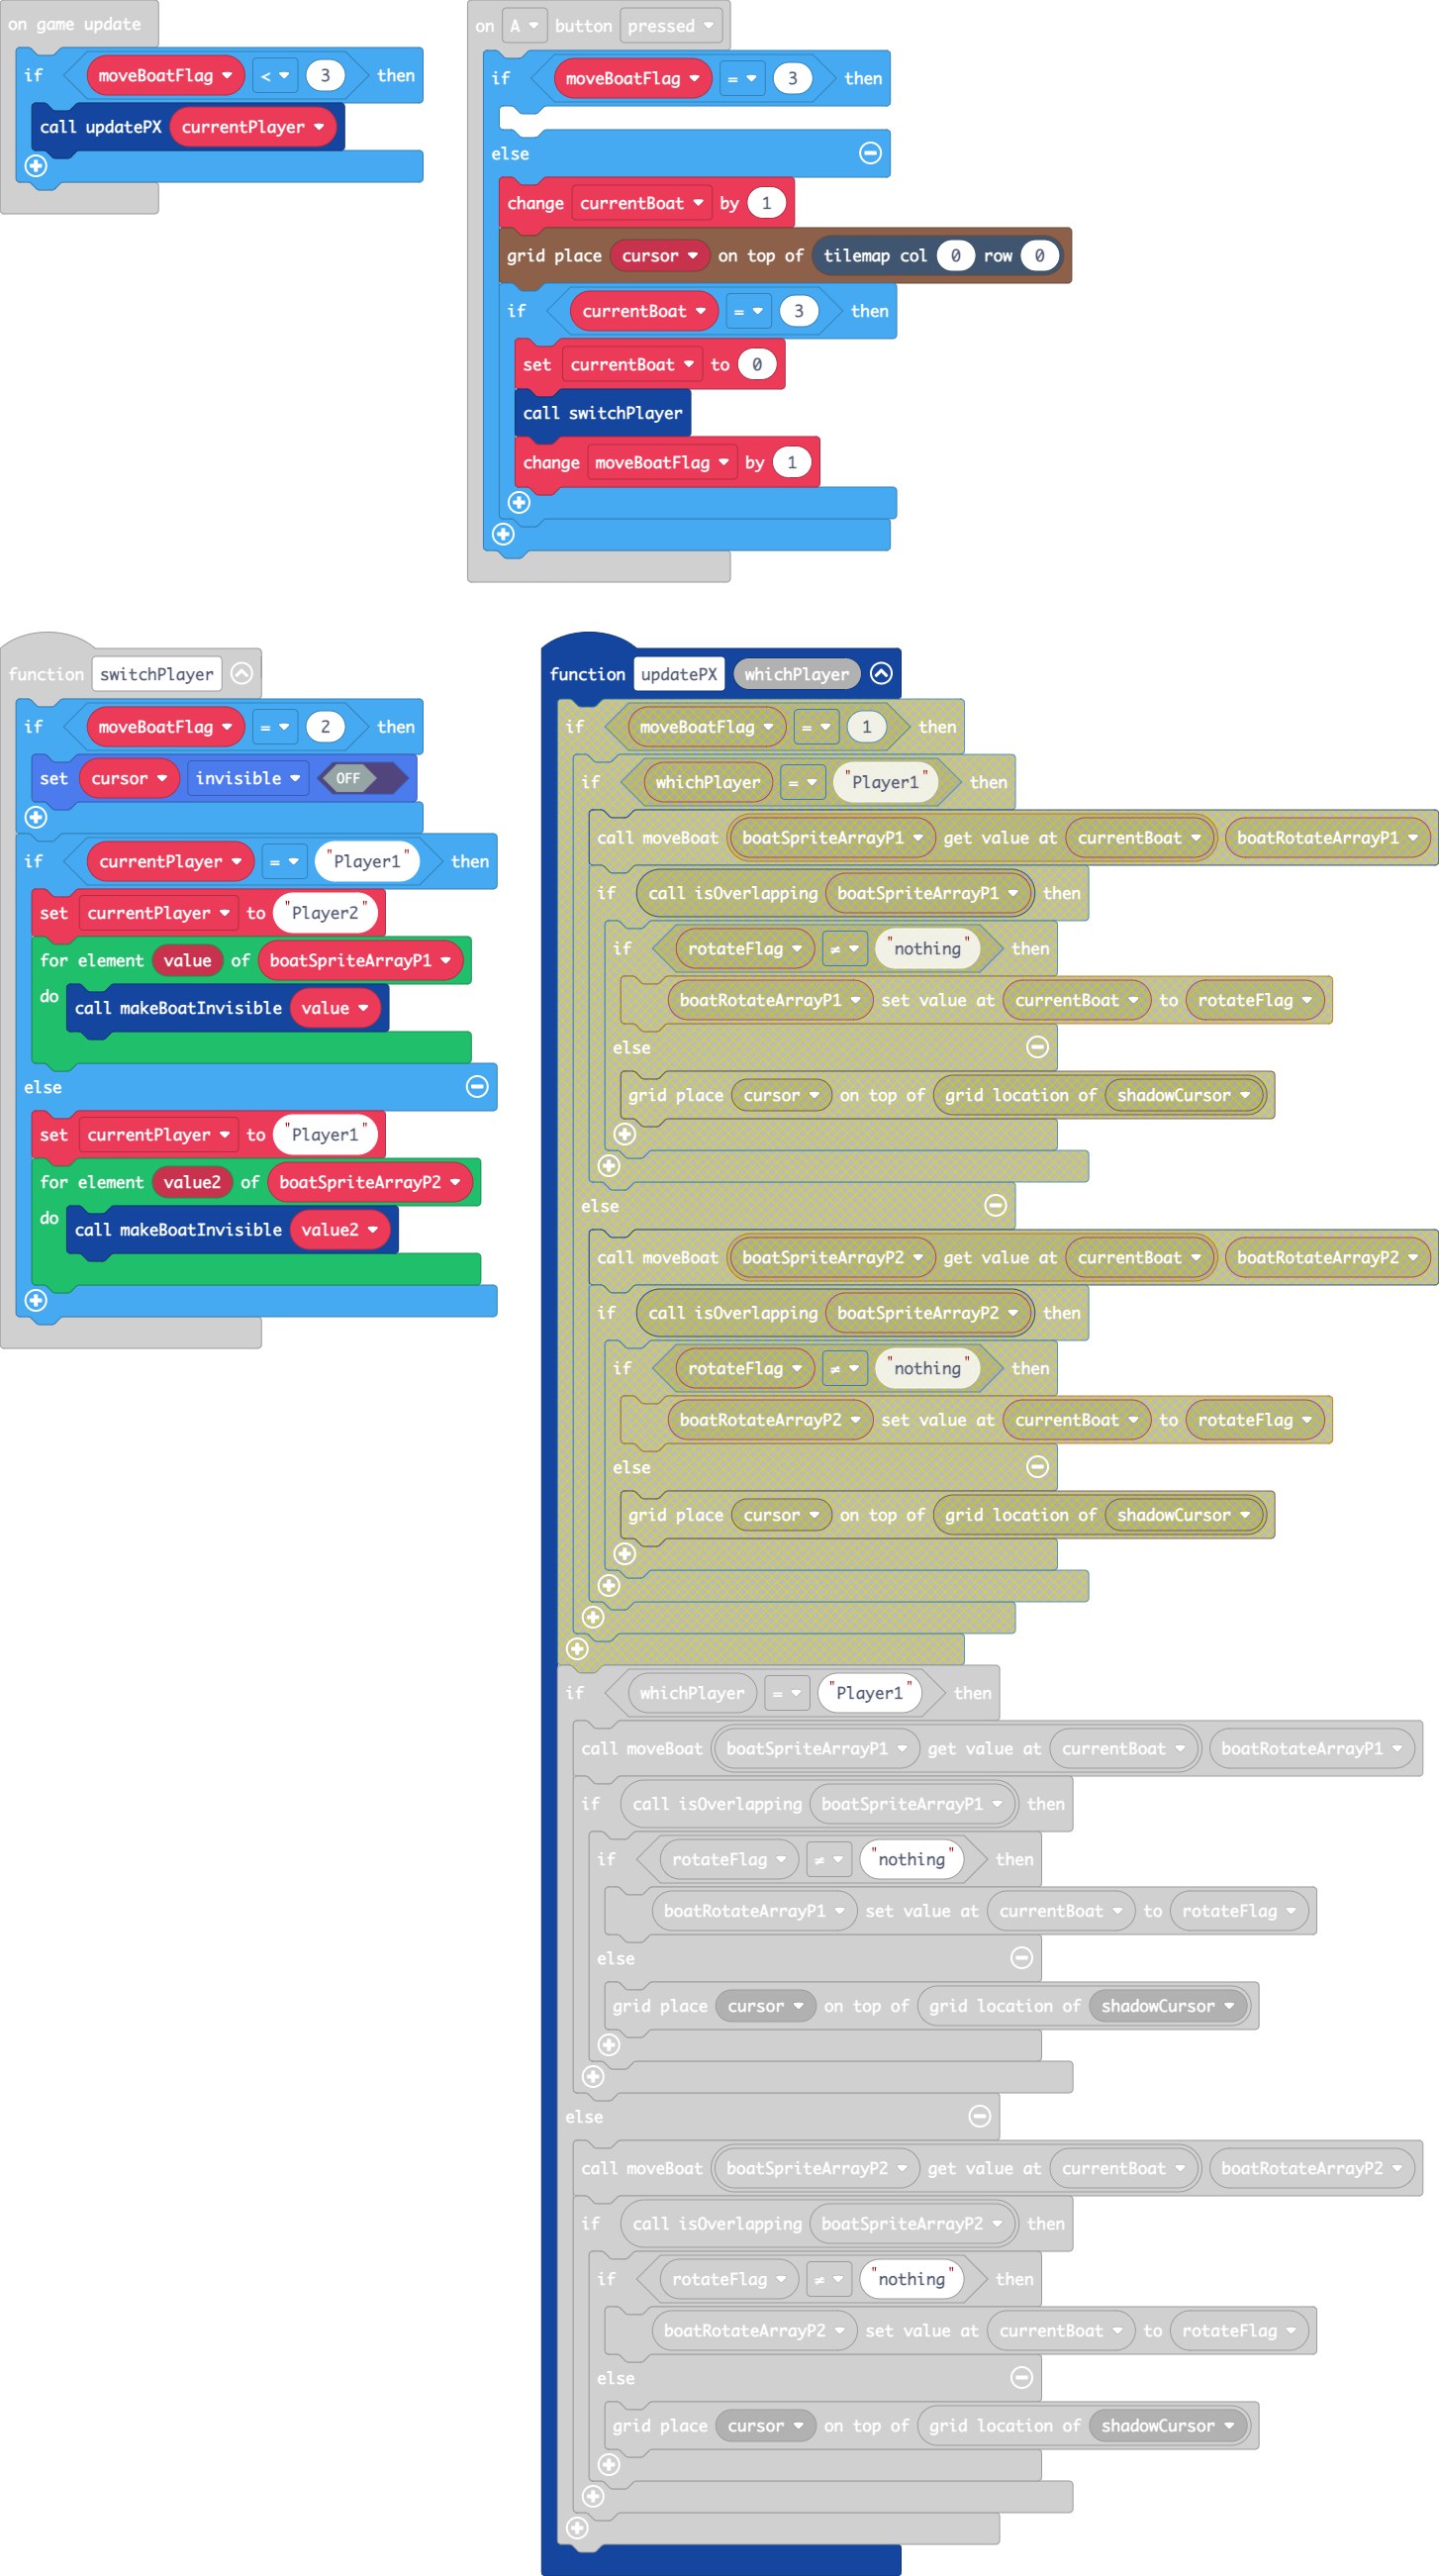 on game update
if moveBoatFlag < 3 then
call updatePX currentPlayer
on A button pressed
if moveBoatFlag = 3 then
else
change currentBoat by 1
grid place cursor on top of tilemap col 0 row 0
if currentBoat = 3 then
set currentBoat to 0
call switchPlayer
change moveBoatFlag by 1
function switchPlayer
if moveBoatFlag = 2 then
set cursor invisible OFF
if currentPlayer = "Player1" then
set currentPlayer to "Player2"
for element value of boatSpriteArrayP1
do call makeBoatInvisible value
else
set currentPlayer to "Player1"
for element value2 of boatSpriteArrayP2
do call makeBoatInvisible value2
function updatePX whichPlayer
if moveBoatFlag = 1 then
if whichPlayer = "Player1" then
call moveBoat boatSpriteArrayP1 get value at currentBoat boatRotateArrayP1
if call isOverlapping boatSpriteArrayP1 then
if rotateFlag ≠ "nothing" then
boatRotateArrayP1 set value at currentBoat to rotateFlag
else
grid place cursor on top of grid location of shadowCursor
else
call moveBoat boatSpriteArrayP2 get value at currentBoat boatRotateArrayP2
if call isOverlapping boatSpriteArrayP2 then
if rotateFlag ≠ "nothing" then
boatRotateArrayP2 set value at currentBoat to rotateFlag
else
grid place cursor on top of grid location of shadowCursor
if whichPlayer = "Player1" then
call moveBoat boatSpriteArrayP1 get value at currentBoat boatRotateArrayP1
if call isOverlapping boatSpriteArrayP1 then
if rotateFlag ≠ "nothing" then
boatRotateArrayP1 set value at currentBoat to rotateFlag
else
grid place cursor on top of grid location of shadowCursor
else
call moveBoat boatSpriteArrayP2 get value at currentBoat boatRotateArrayP2
if call isOverlapping boatSpriteArrayP2 then
if rotateFlag ≠ "nothing" then
boatRotateArrayP2 set value at currentBoat to rotateFlag
else
grid place cursor on top of grid location of shadowCursor